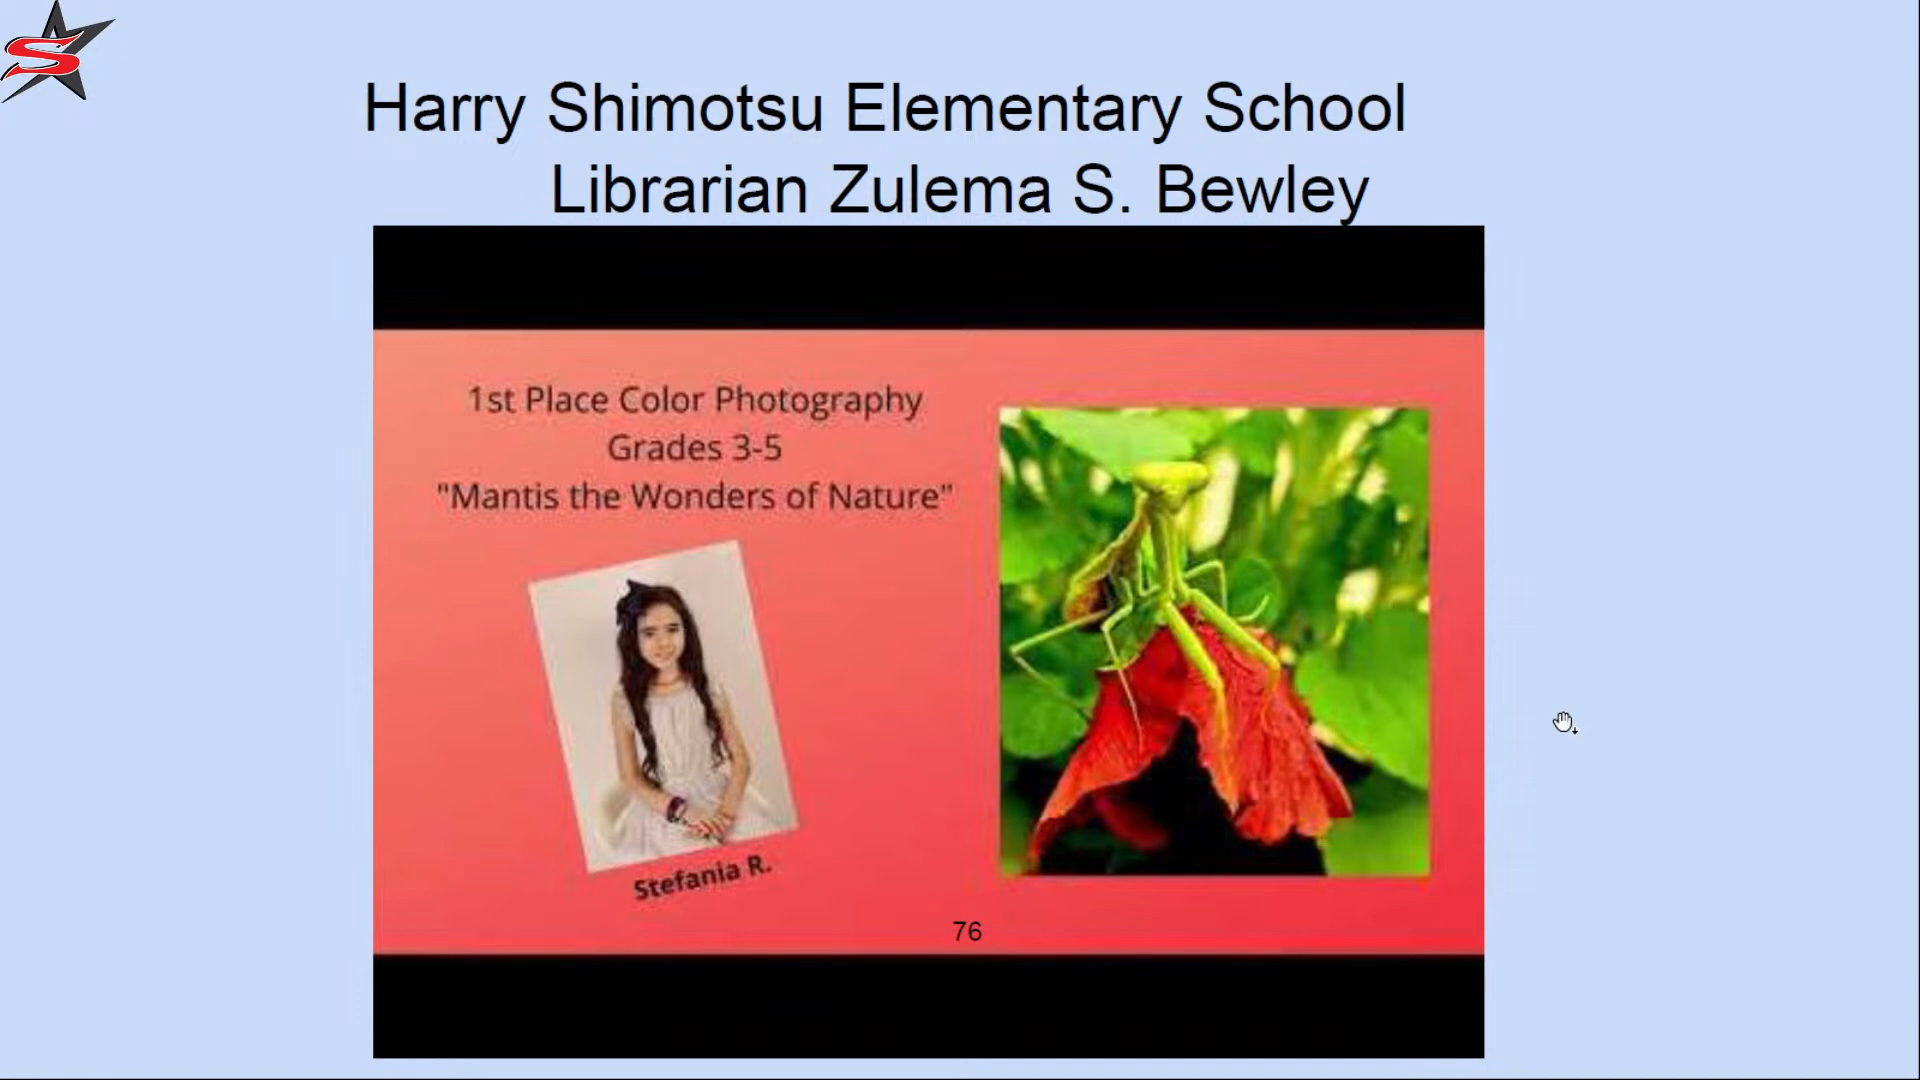 S
Harry Shimotsu Elementary School
Librarian Zulema S. Bewley
1st Place Color Photography
Grades 3-5
"Mantis the Wonders of Nature"
Stefania R.
76